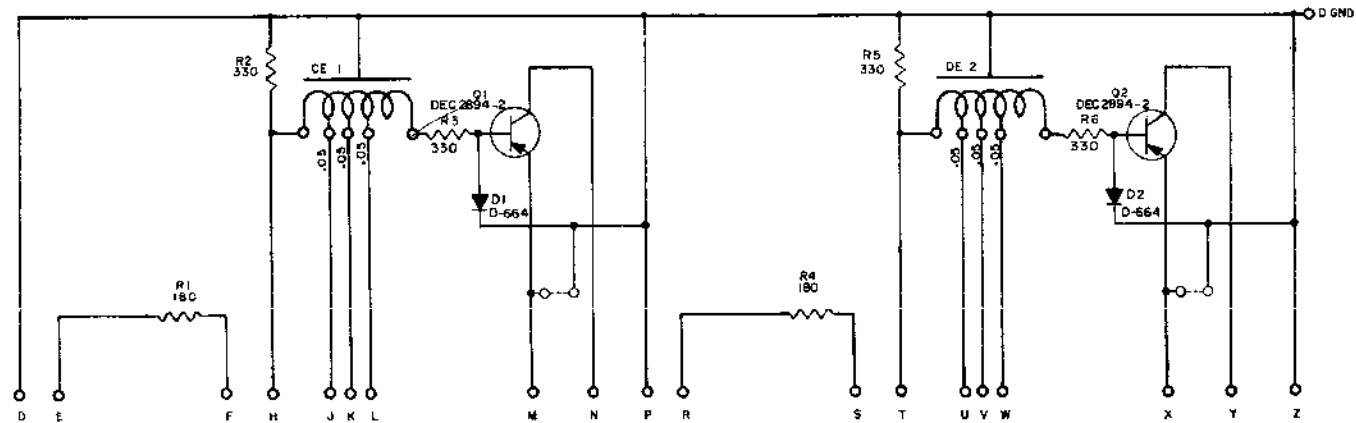 D GND
R2
330
CE 1
Q1
DEC2894-2
R3
330
.05
.05
.05
D1
D-664
R1
180
R5
330
DE 2
Q2
DEC2894-2
R6
330
.05
.05
.05
D2
D-664
R4
180
D E F H J K L M N P R S T U V W X Y Z